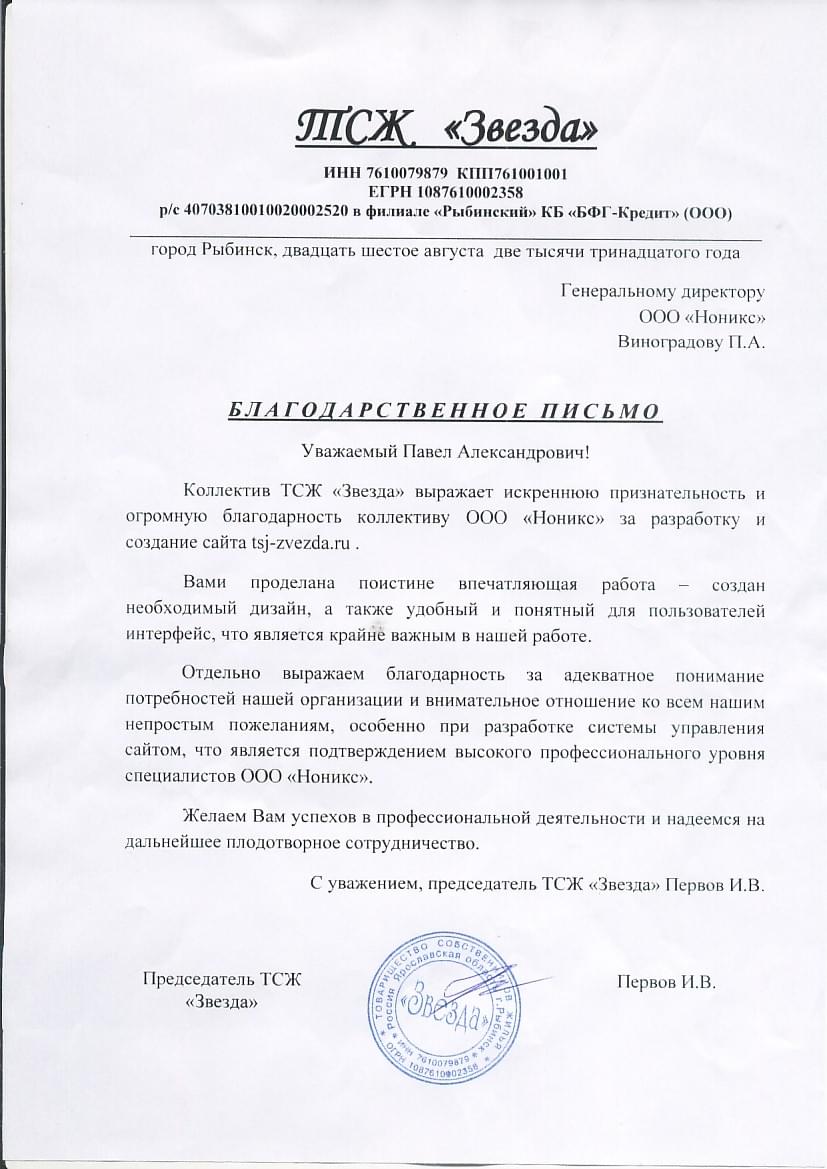 ТСЖ «Звезда»
ИНН 7610079879 КПП761001001
ЕГРН 1087610002358
р/с 40703810010020002520 в филиале «Рыбинский» КБ «БФГ-Кредит» (ООО)
город Рыбинск, двадцать шестое августа две тысячи тринадцатого года
Генеральному директору
ООО «Ноникс»
Виноградову П.А.
БЛАГОДАРСТВЕННОЕ ПИСЬМО
Уважаемый Павел Александрович!
Коллектив ТСЖ «Звезда» выражает искреннюю признательность и
огромную благодарность коллективу ООО «Ноникс» за разработку и
создание сайта tsj-zvezda.ru .
Вами проделана поистине впечатляющая работа – создан
необходимый дизайн, а также удобный и понятный для пользователей
интерфейс, что является крайне важным в нашей работе.
Отдельно выражаем благодарность за адекватное понимание
потребностей нашей организации и внимательное отношение ко всем нашим
непростым пожеланиям, особенно при разработке системы управления
сайтом, что является подтверждением высокого профессионального уровня
специалистов ООО «Ноникс».
Желаем Вам успехов в профессиональной деятельности и надеемся на
дальнейшее плодотворное сотрудничество.
С уважением, председатель ТСЖ «Звезда» Первов И.В.
Председатель ТСЖ
«Звезда»
Первов И.В.
* ТОВАРИЩЕСТВО СОБСТВЕННИКОВ ЖИЛЬЯ *
ОГРН 1087610002358
* Россия Ярославская область г.Рыбинск *
ИНН 7610079879
«Звезда»